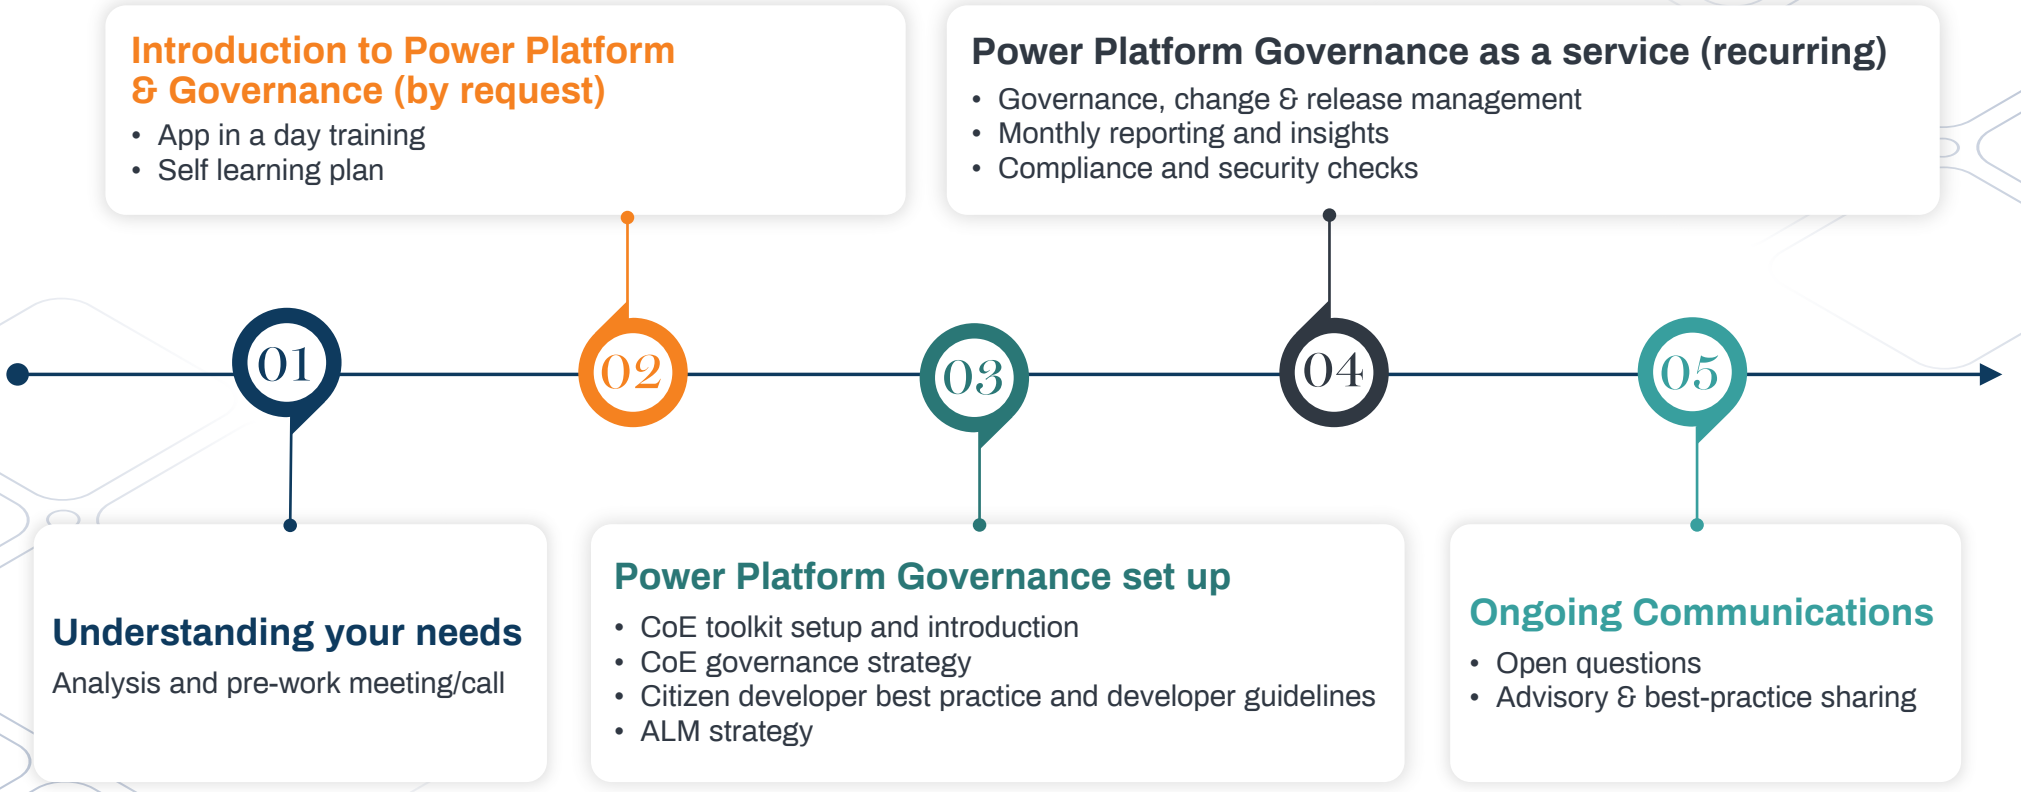 Introduction to Power Platform
& Governance (by request)
• App in a day training
• Self learning plan
Power Platform Governance as a service (recurring)
• Governance, change & release management
• Monthly reporting and insights
• Compliance and security checks
01
02
03
04
05
Understanding your needs
Analysis and pre-work meeting/call
Power Platform Governance set up
• CoE toolkit setup and introduction
• CoE governance strategy
• Citizen developer best practice and developer guidelines
• ALM strategy
Ongoing Communications
• Open questions
• Advisory & best-practice sharing